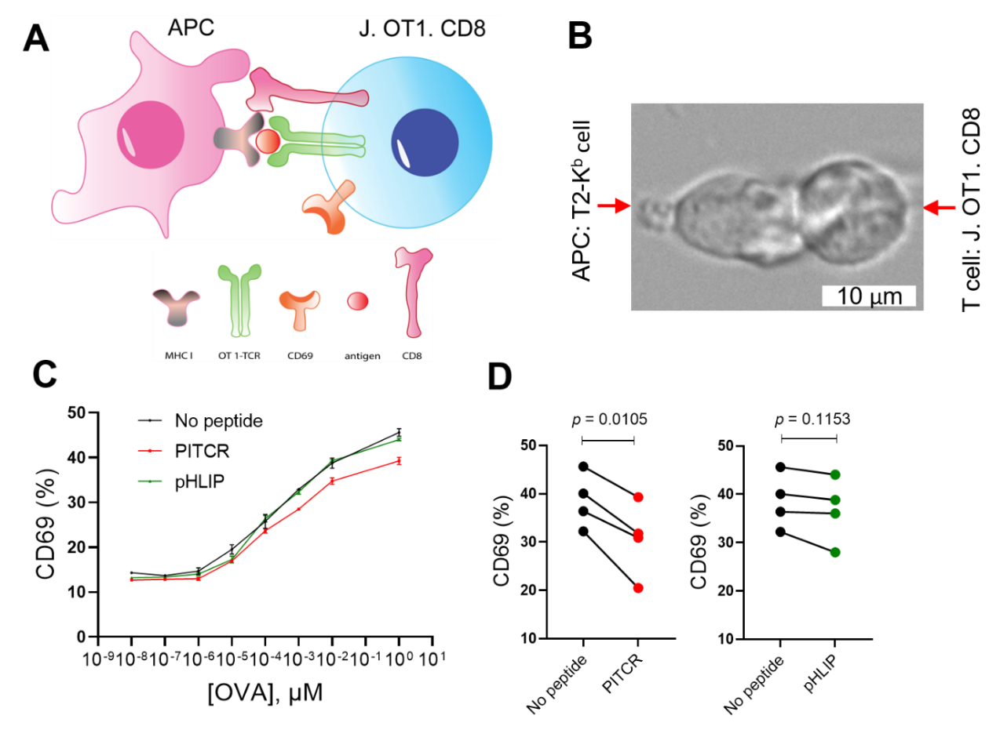 A
APC
J. OT1. CD8
MHC I
OT 1-TCR
CD69
antigen
CD8
B
APC: T2-Kᵇ cell
10 µm
T cell: J. OT1. CD8
C
50
40
30
20
10
0
CD69 (%)
No peptide
PITCR
pHLIP
10⁻⁹ 10⁻⁸ 10⁻⁷ 10⁻⁶ 10⁻⁵ 10⁻⁴ 10⁻³ 10⁻² 10⁻¹ 10⁰ 10¹
[OVA], µM
D
p = 0.0105
50
40
30
20
10
CD69 (%)
No peptide
PITCR
p = 0.1153
50
40
30
20
10
CD69 (%)
No peptide
pHLIP